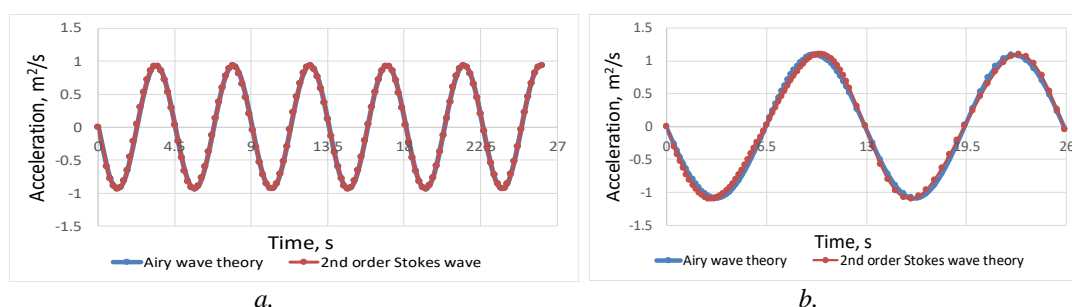 1.5
1
0.5
0
-0.5
-1
-1.5
0
4.5
9
13.5
18
22.5
27
Acceleration, m²/s
Time, s
Airy wave theory
2nd order Stokes wave
a.
1.5
1
0.5
0
-0.5
-1
-1.5
0
6.5
13
19.5
26
Acceleration, m²/s
Time, s
Airy wave theory
2nd order Stokes wave theory
b.